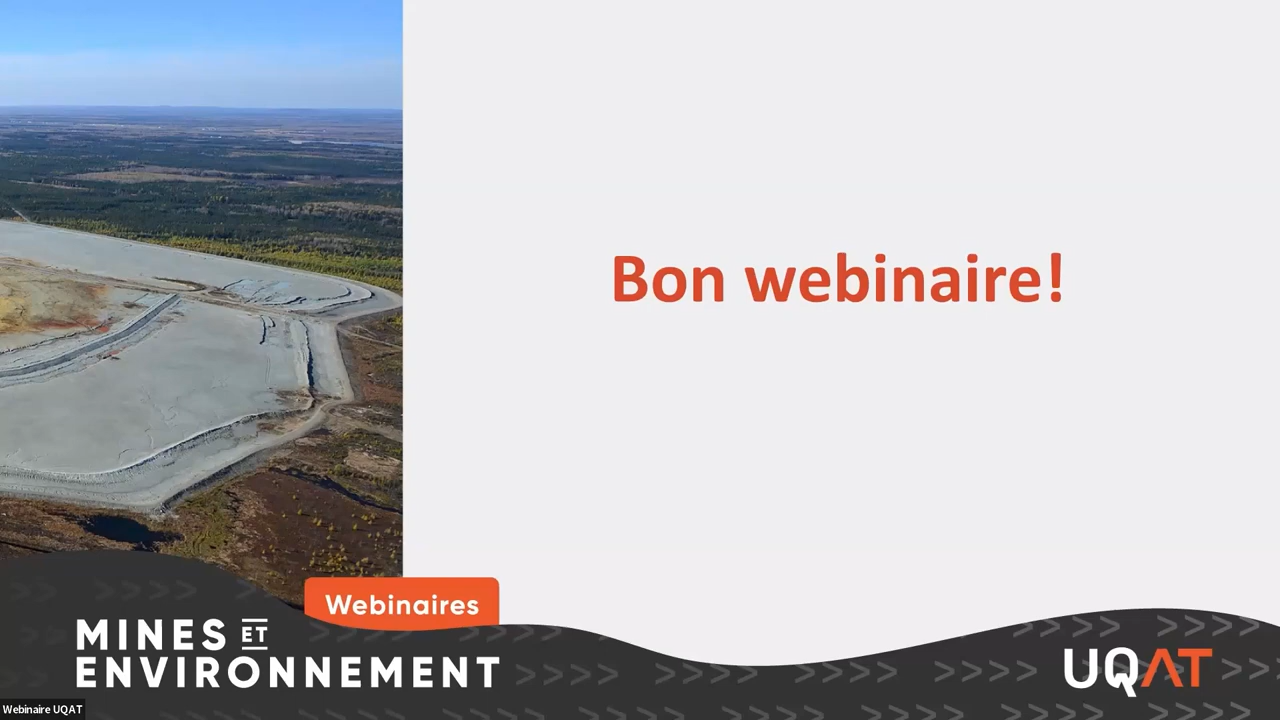 Bon webinaire!
Webinaires
MINES ET
ENVIRONNEMENT
UQAT
Webinaire UQAT